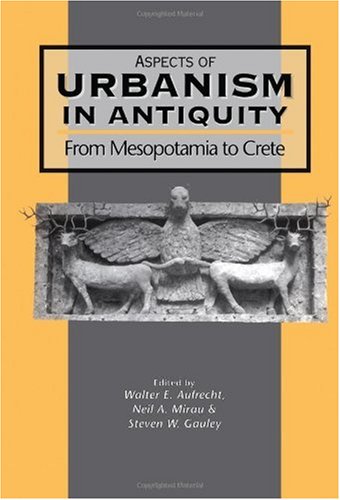 ASPECTS OF
URBANISM
IN ANTIQUITY
From Mesopotamia to Crete
Edited by
Walter E. Aufrecht,
Neil A. Mirau &
Steven W. Gauley